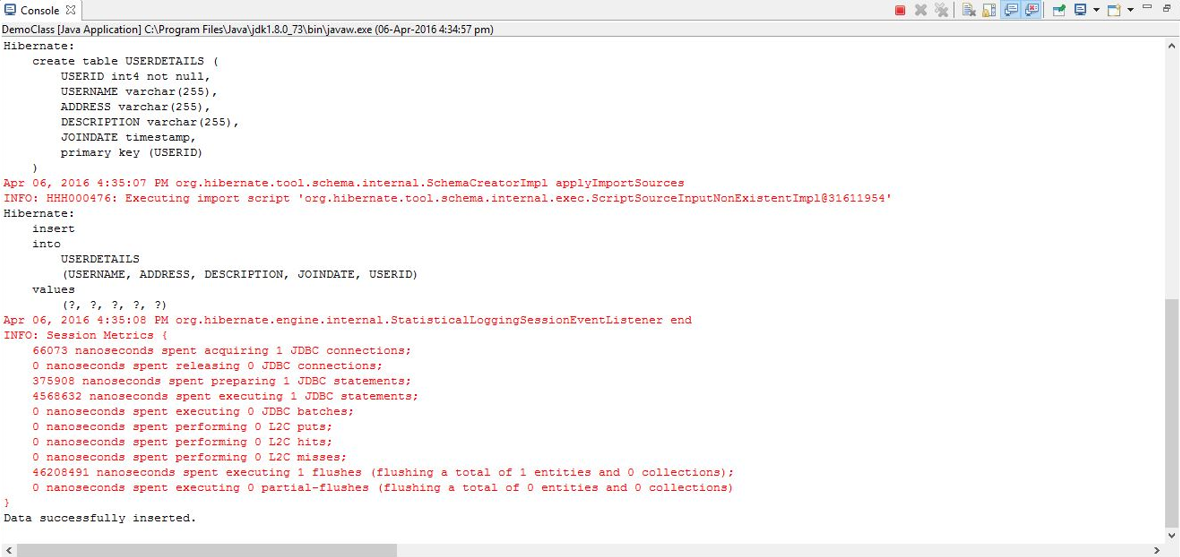 Console
DemoClass [Java Application] C:\Program Files\Java\jdk1.8.0_73\bin\javaw.exe (06-Apr-2016 4:34:57 pm)
Hibernate:
    create table USERDETAILS (
        USERID int4 not null,
        USERNAME varchar(255),
        ADDRESS varchar(255),
        DESCRIPTION varchar(255),
        JOINDATE timestamp,
        primary key (USERID)
    )
Apr 06, 2016 4:35:07 PM org.hibernate.tool.schema.internal.SchemaCreatorImpl applyImportSources
INFO: HHH000476: Executing import script 'org.hibernate.tool.schema.internal.exec.ScriptSourceInputNonExistentImpl@31611954'
Hibernate:
    insert
    into
        USERDETAILS
        (USERNAME, ADDRESS, DESCRIPTION, JOINDATE, USERID)
    values
        (?, ?, ?, ?, ?)
Apr 06, 2016 4:35:08 PM org.hibernate.engine.internal.StatisticalLoggingSessionEventListener end
INFO: Session Metrics {
    66073 nanoseconds spent acquiring 1 JDBC connections;
    0 nanoseconds spent releasing 0 JDBC connections;
    375908 nanoseconds spent preparing 1 JDBC statements;
    4568632 nanoseconds spent executing 1 JDBC statements;
    0 nanoseconds spent executing 0 JDBC batches;
    0 nanoseconds spent performing 0 L2C puts;
    0 nanoseconds spent performing 0 L2C hits;
    0 nanoseconds spent performing 0 L2C misses;
    46208491 nanoseconds spent executing 1 flushes (flushing a total of 1 entities and 0 collections);
    0 nanoseconds spent executing 0 partial-flushes (flushing a total of 0 entities and 0 collections)
}
Data successfully inserted.